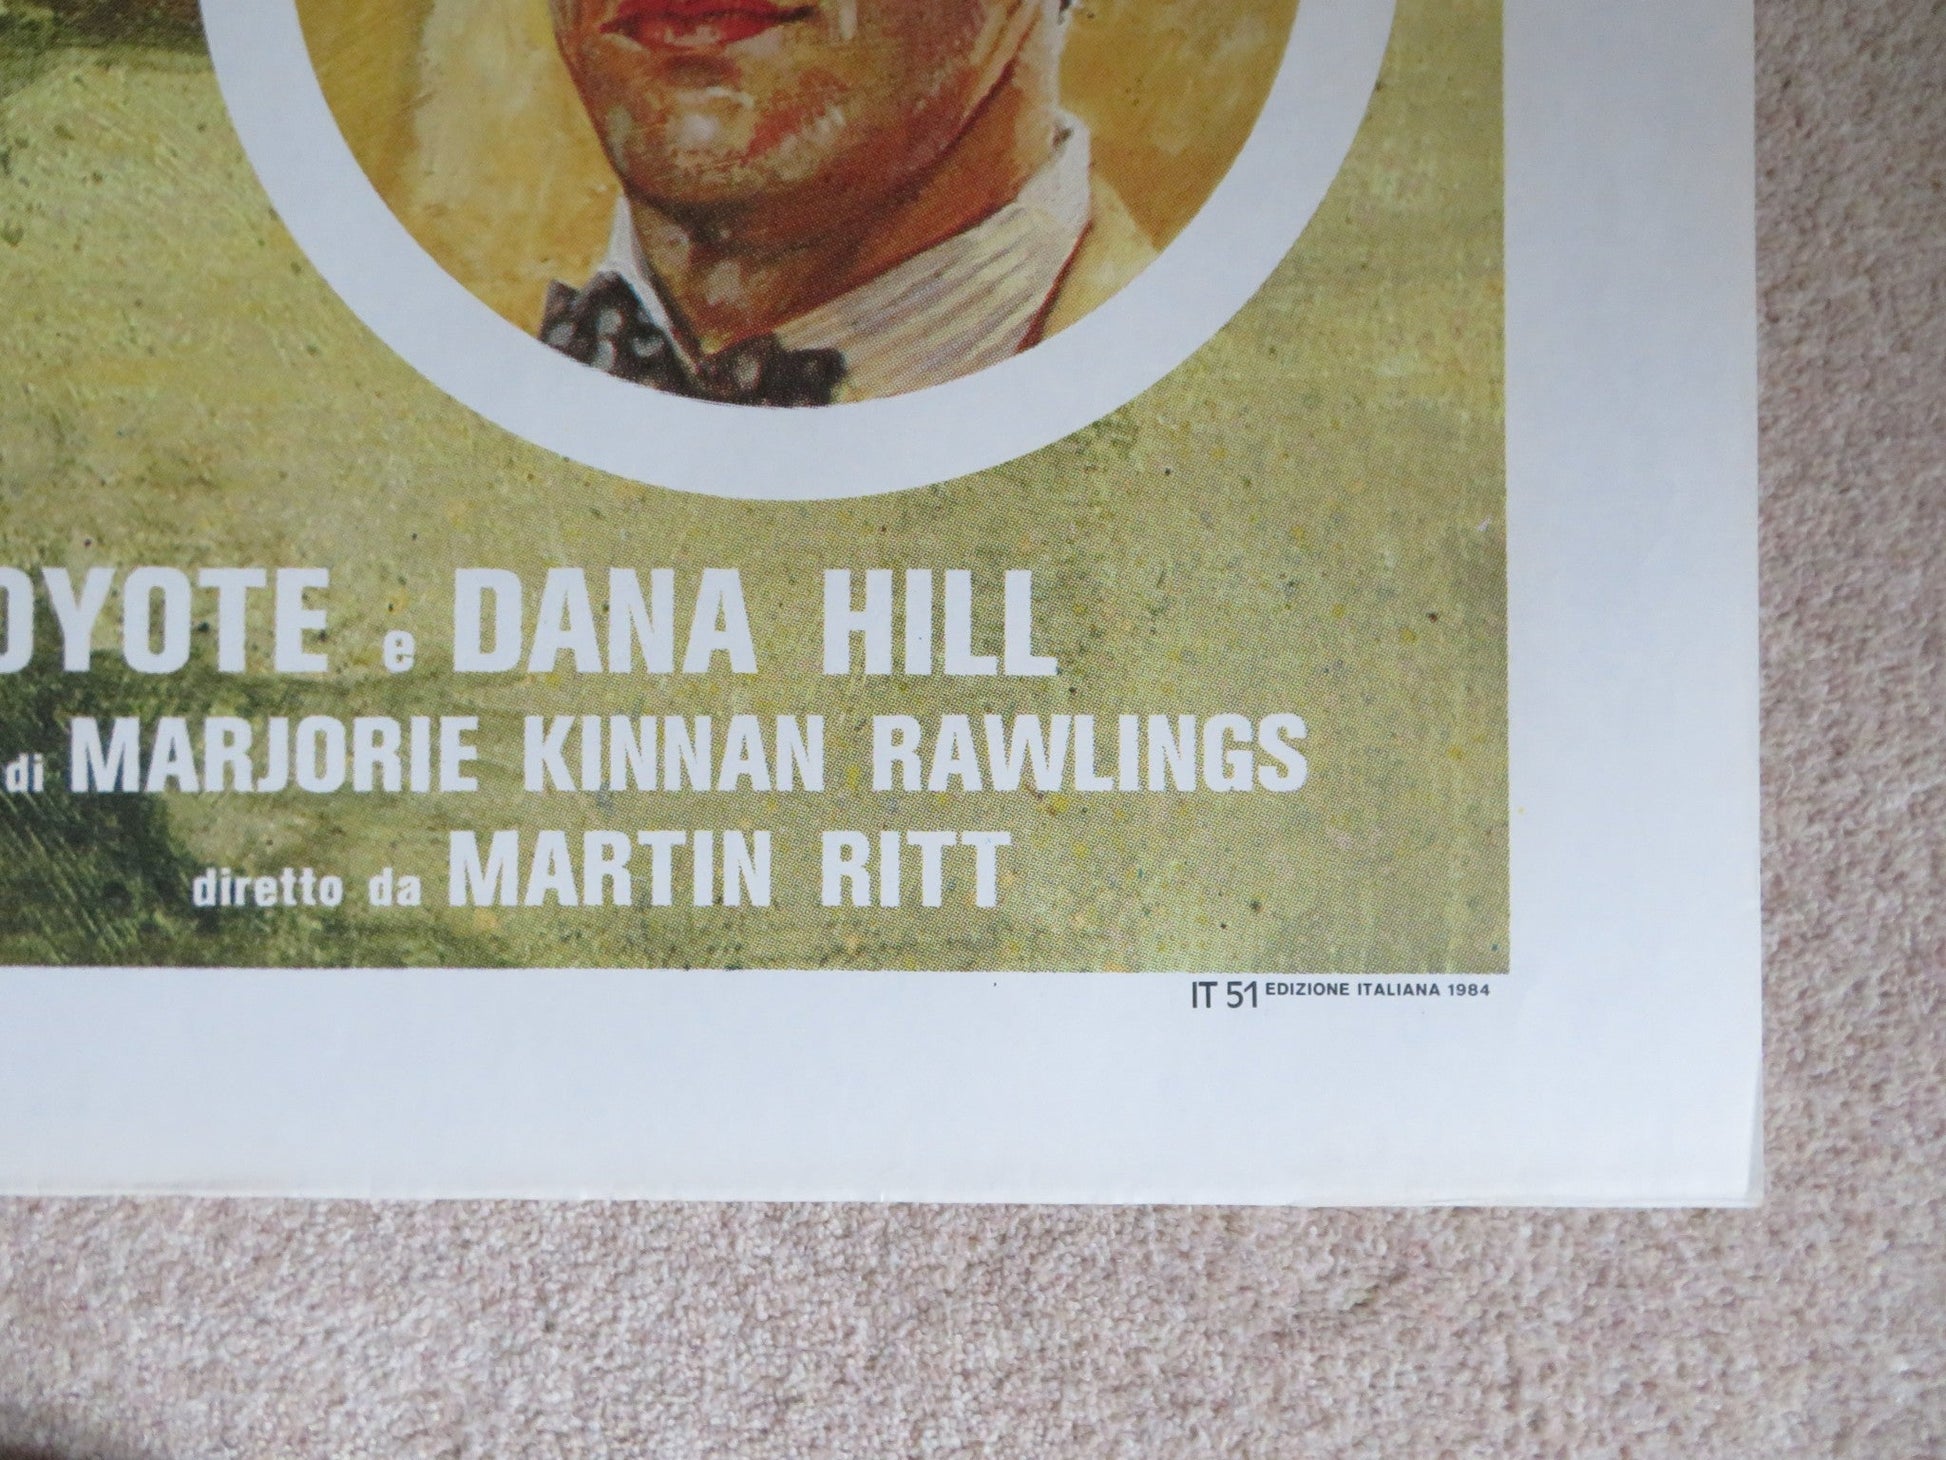 OYOTE e DANA HILL
di MARJORIE KINNAN RAWLINGS
diretto da MARTIN RITT
IT 51 EDIZIONE ITALIANA 1984